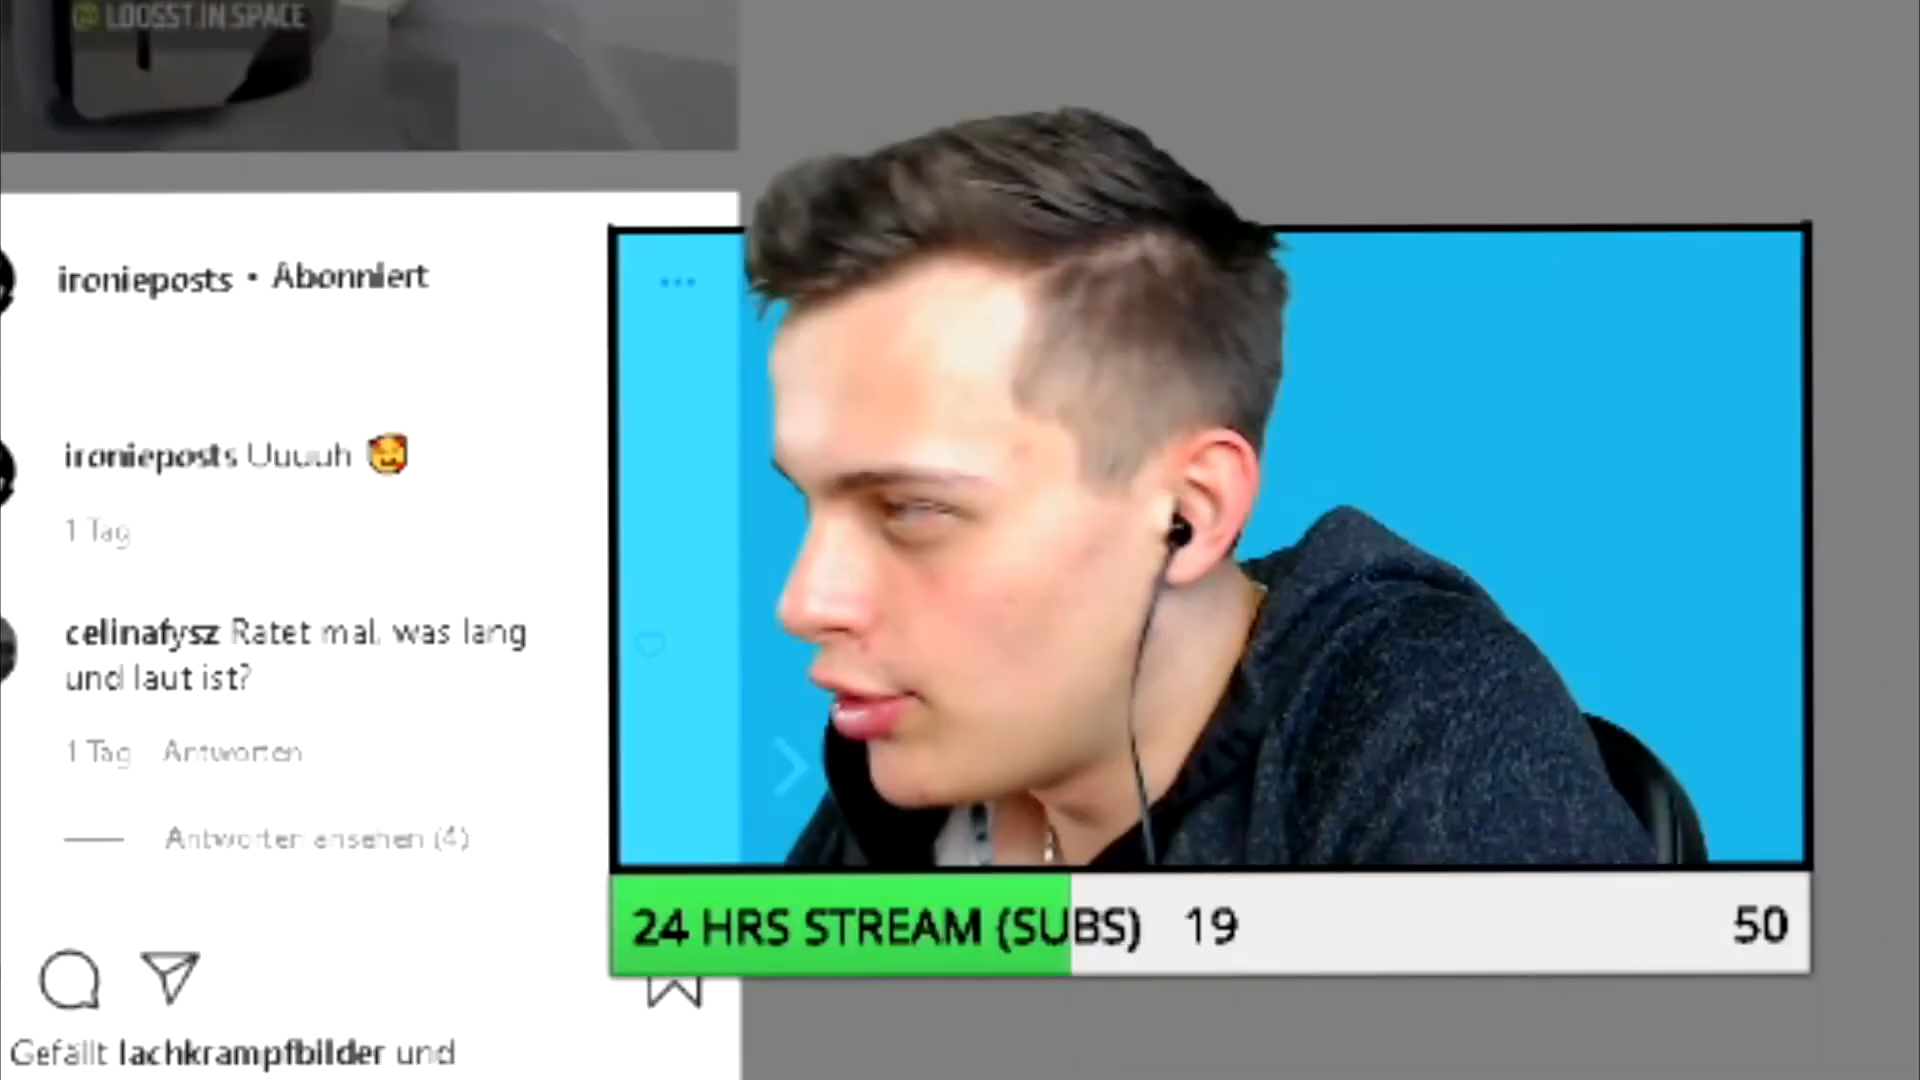 @ LOOSST.IN SPACE
ironieposts • Abonniert
ironieposts Uuuuh 🥰
1 Tag
celinafysz Ratet mal, was lang
und laut ist?
1 Tag Antworten
Antworten ansehen (4)
Gefällt lachkrampfbilder und
24 HRS STREAM (SUBS) 19 50